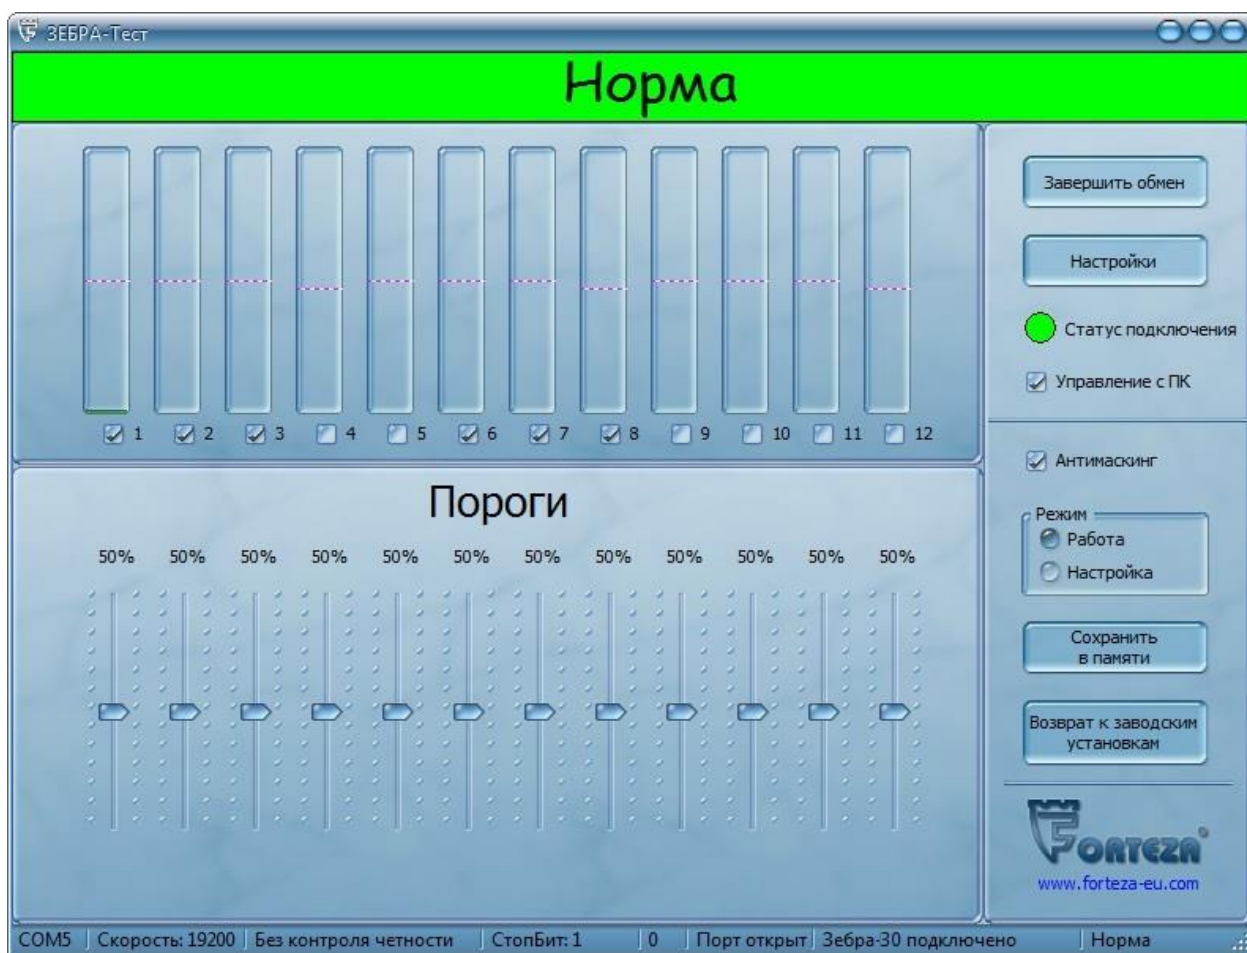 ЗЕБРА-Тест
Норма
1 2 3 4 5 6 7 8 9 10 11 12
Завершить обмен
Настройки
Статус подключения
Управление с ПК
Антимаскинг
Режим
Работа
Настройка
Сохранить
в памяти
Возврат к заводским
установкам
Пороги
50% 50% 50% 50% 50% 50% 50% 50% 50% 50% 50% 50%
FORTEZA®
www.forteza-eu.com
COM5 Скорость: 19200 Без контроля четности СтопБит: 1 0 Порт открыт Зебра-30 подключено Норма